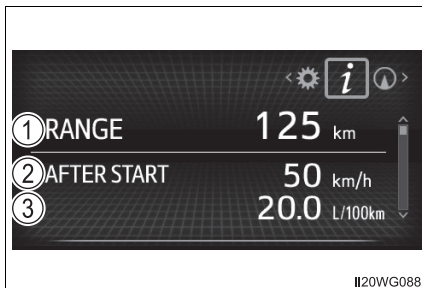 i
1 RANGE 125 km
2 AFTER START 50 km/h
3 20.0 L/100km
II20WG088